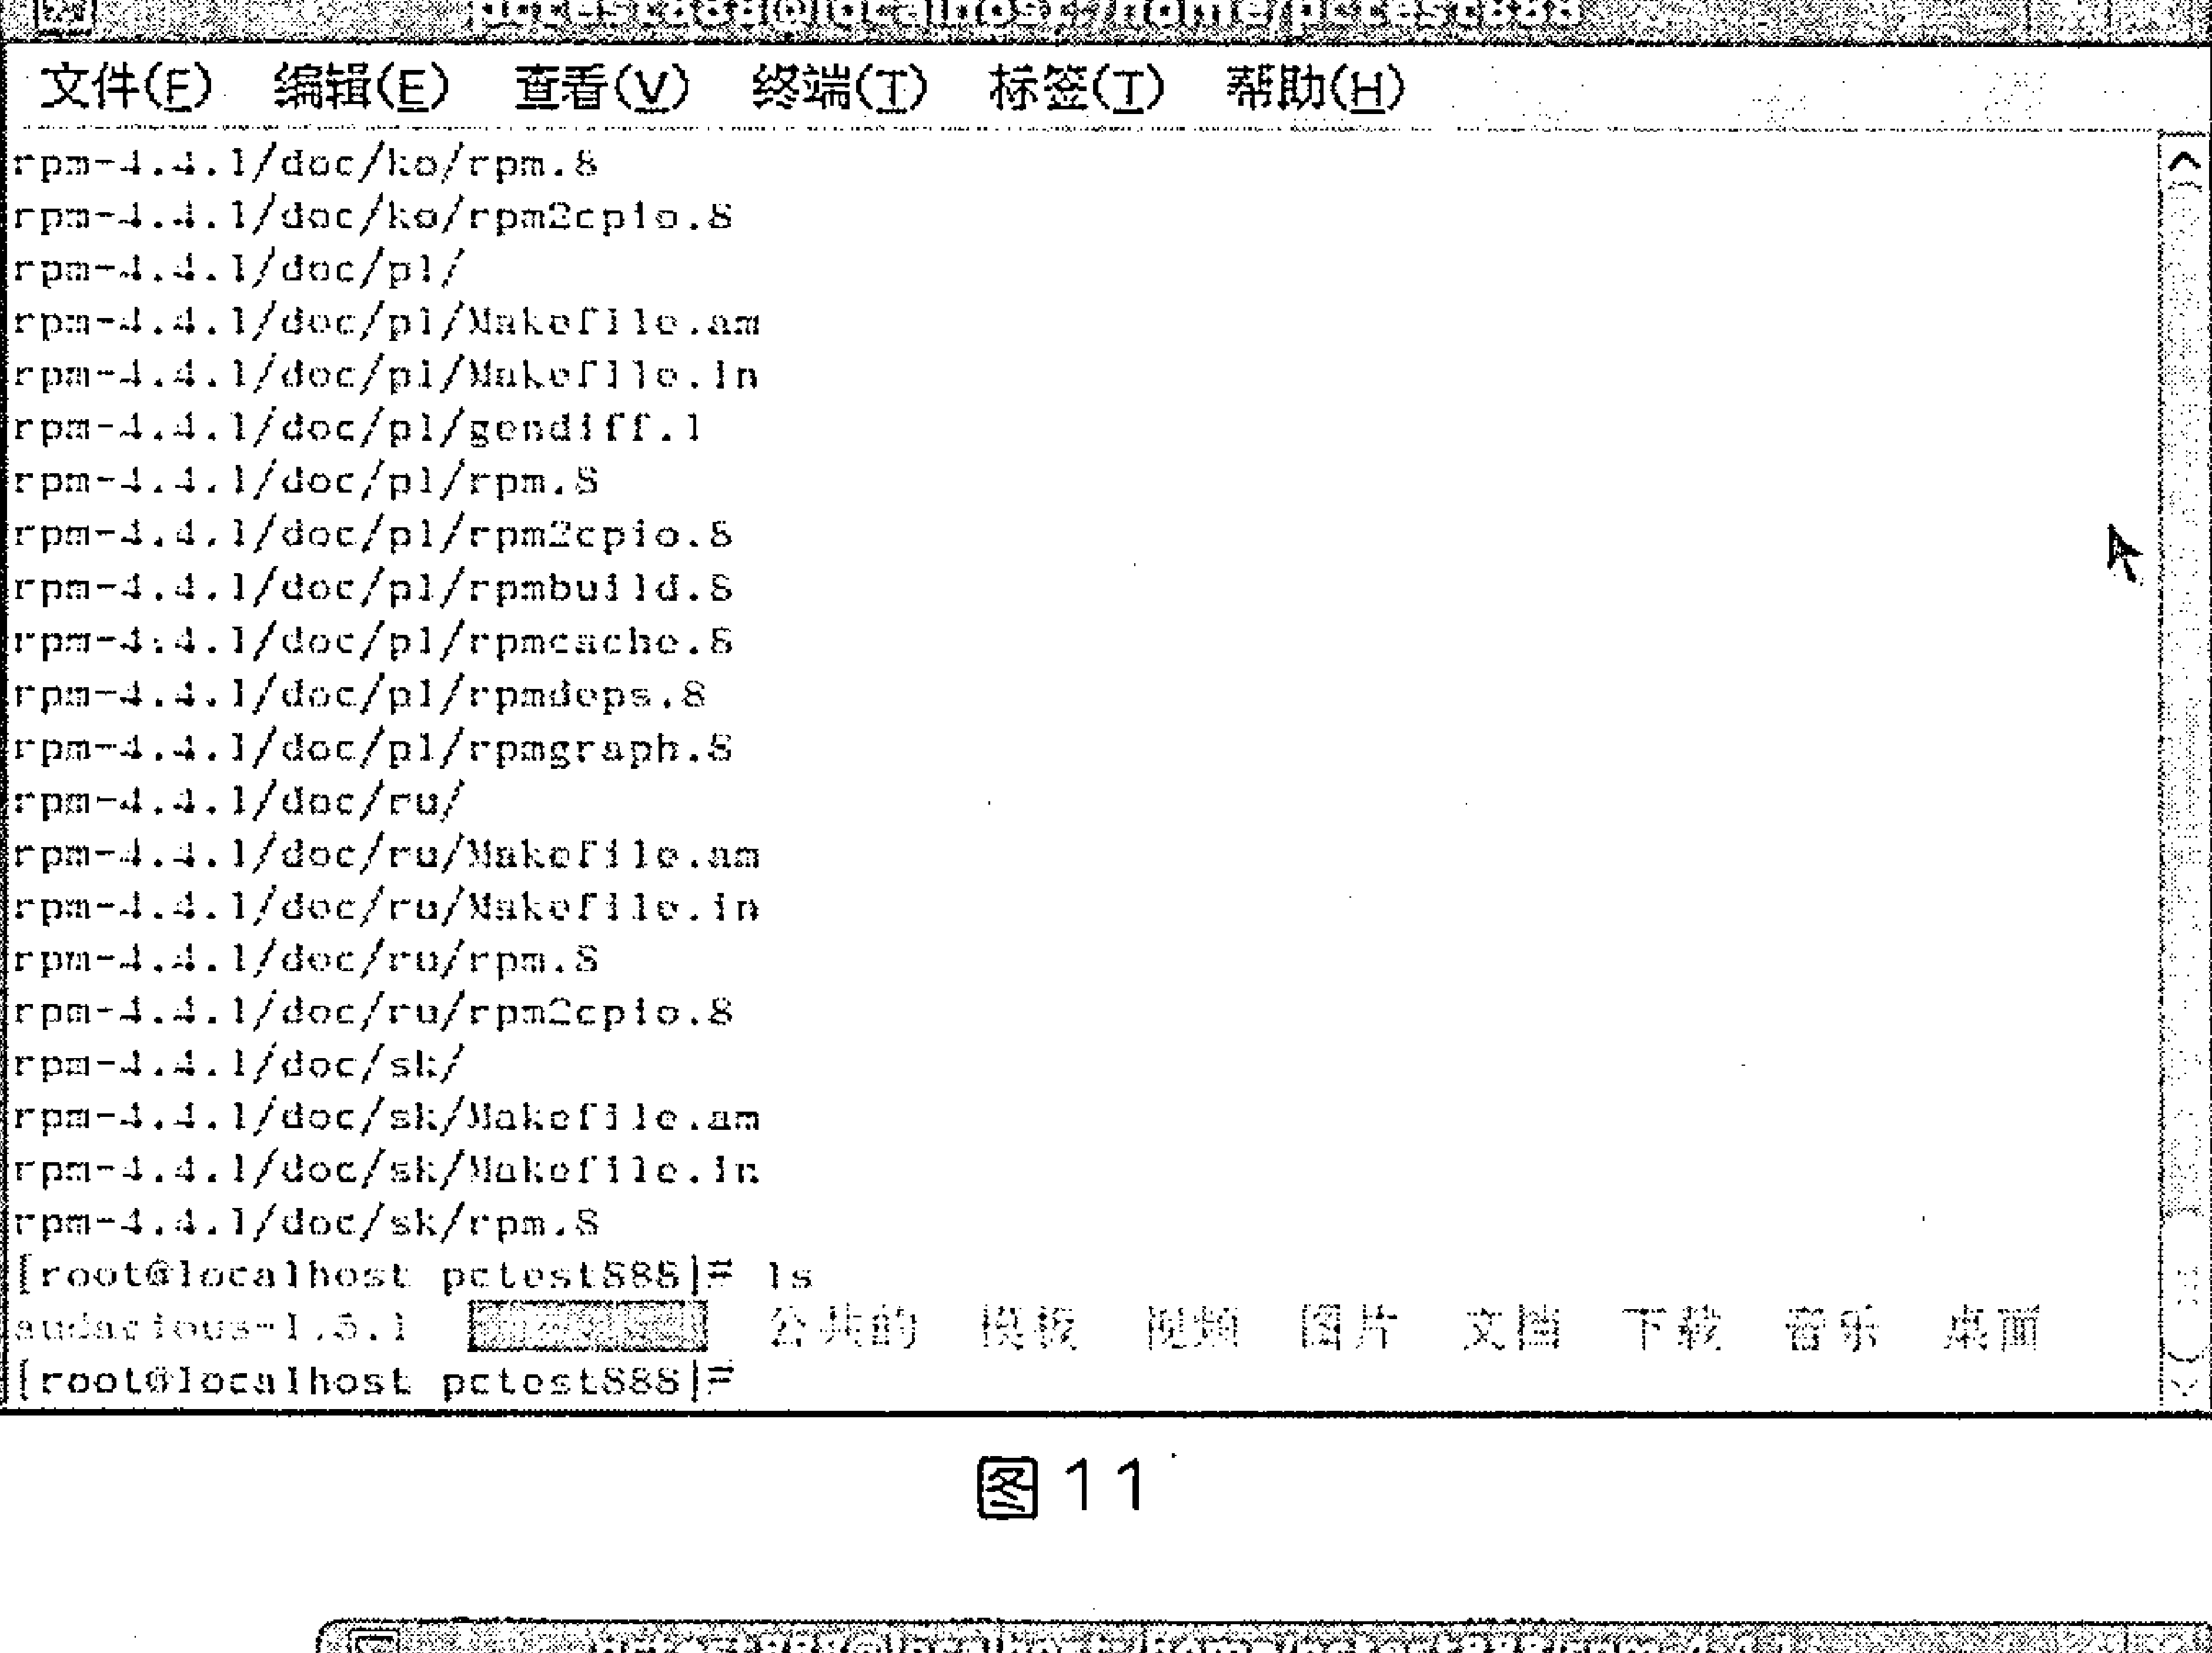 pctest888@localhost:/home/pctest888
文件(F) 编辑(E) 查看(V) 终端(T) 标签(T) 帮助(H)
rpm-4.4.1/doc/ko/rpm.8
rpm-4.4.1/doc/ko/rpm2cpio.8
rpm-4.4.1/doc/pl/
rpm-4.4.1/doc/pl/Makefile.am
rpm-4.4.1/doc/pl/Makefile.in
rpm-4.4.1/doc/pl/gendiff.1
rpm-4.4.1/doc/pl/rpm.8
rpm-4.4.1/doc/pl/rpm2cpio.8
rpm-4.4.1/doc/pl/rpmbuild.8
rpm-4.4.1/doc/pl/rpmcache.8
rpm-4.4.1/doc/pl/rpmdeps.8
rpm-4.4.1/doc/pl/rpmgraph.8
rpm-4.4.1/doc/ru/
rpm-4.4.1/doc/ru/Makefile.am
rpm-4.4.1/doc/ru/Makefile.in
rpm-4.4.1/doc/ru/rpm.8
rpm-4.4.1/doc/ru/rpm2cpio.8
rpm-4.4.1/doc/sk/
rpm-4.4.1/doc/sk/Makefile.am
rpm-4.4.1/doc/sk/Makefile.in
rpm-4.4.1/doc/sk/rpm.8
[root@localhost pctest888]# ls
audacious-1.5.1 公共的 模板 视频 图片 文档 下载 音乐 桌面
[root@localhost pctest888]#
图11